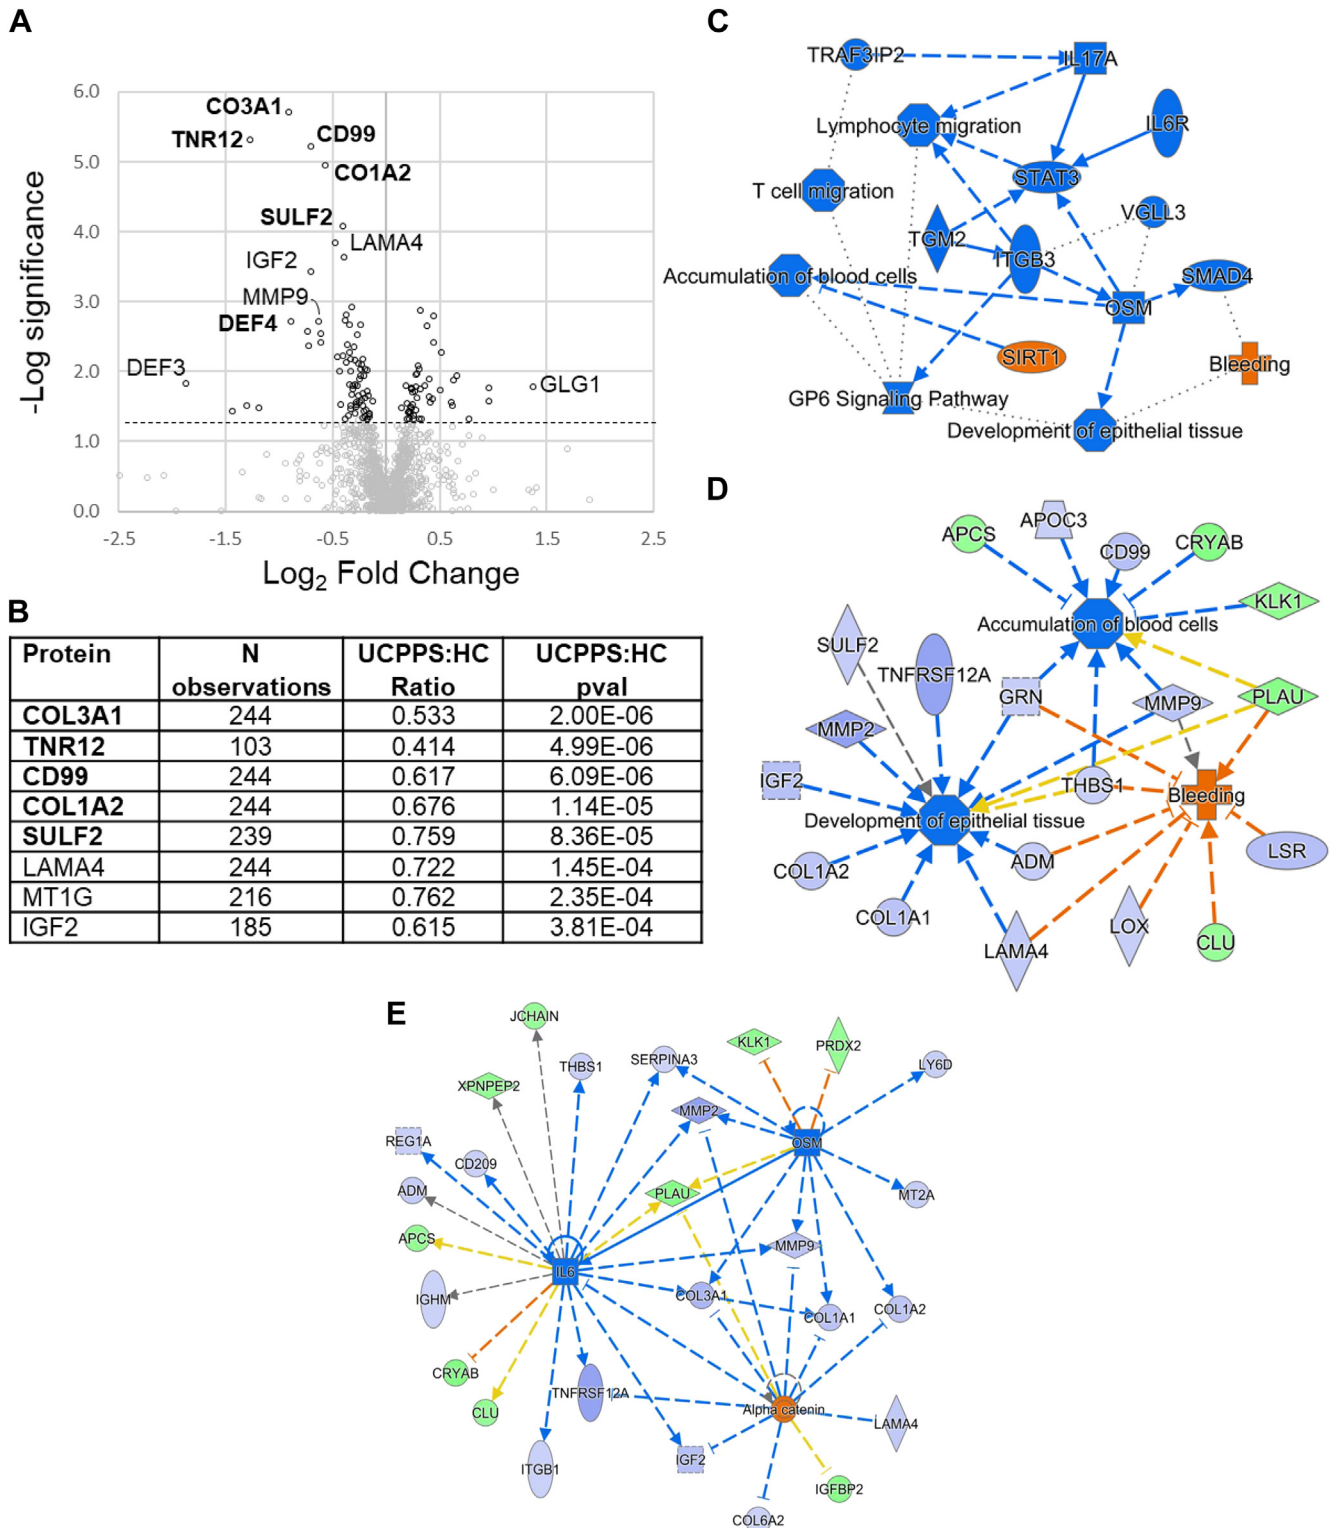 A
6.0
5.0
4.0
3.0
2.0
1.0
0.0
-Log significance
CO3A1
TNR12
CD99
CO1A2
SULF2
LAMA4
IGF2
MMP9
DEF4
DEF3
GLG1
-2.5
-1.5
-0.5
0.5
1.5
2.5
Log2 Fold Change
B
Protein N observations UCPPS:HC Ratio UCPPS:HC pval
COL3A1 244 0.533 2.00E-06
TNR12 103 0.414 4.99E-06
CD99 244 0.617 6.09E-06
COL1A2 244 0.676 1.14E-05
SULF2 239 0.759 8.36E-05
LAMA4 244 0.722 1.45E-04
MT1G 216 0.762 2.35E-04
IGF2 185 0.615 3.81E-04
C
TRAF3IP2
IL17A
Lymphocyte migration
IL6R
T cell migration
STAT3
VGLL3
TGM2
ITGB3
Accumulation of blood cells
SMAD4
OSM
SIRT1
Bleeding
GP6 Signaling Pathway
Development of epithelial tissue
D
APCS
APOC3
CD99
CRYAB
KLK1
Accumulation of blood cells
SULF2
TNFRSF12A
GRN
MMP9
PLAU
MMP2
IGF2
THBS1
Bleeding
Development of epithelial tissue
COL1A2
ADM
LSR
COL1A1
LAMA4
LOX
CLU
E
JCHAIN
KLK1
PRDX2
THBS1
SERPINA3
LY6D
XPNPEP2
MMP2
REG1A
OSM
CD209
ADM
PLAU
MT2A
APCS
MMP9
IL6
IGHM
COL3A1
COL1A1
COL1A2
CRYAB
TNFRSF12A
CLU
Alpha catenin
LAMA4
ITGB1
IGF2
IGFBP2
COL6A2